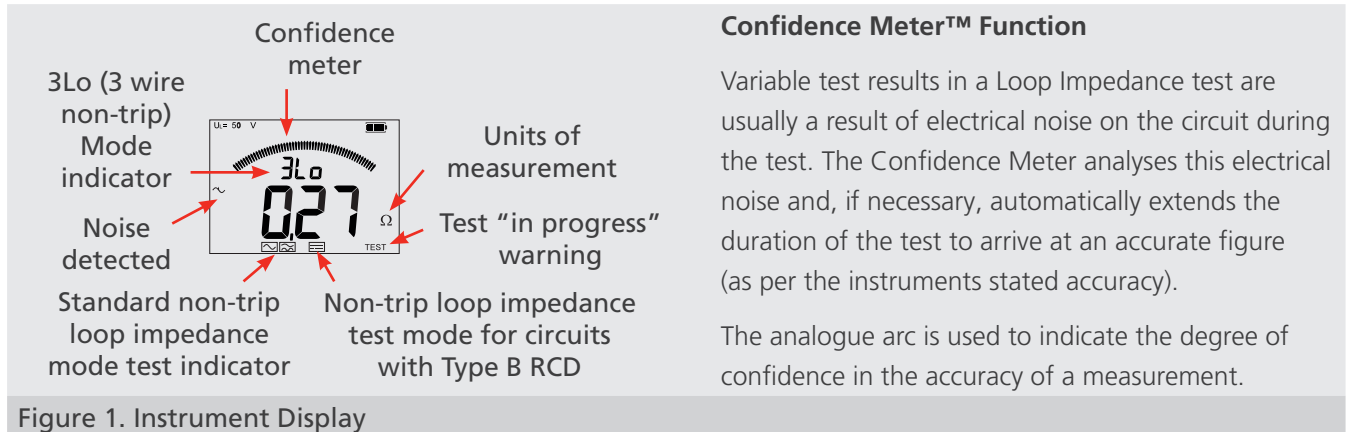 Confidence
meter
3Lo (3 wire
non-trip)
Mode
indicator
Noise
detected
Standard non-trip
loop impedance
mode test indicator
Non-trip loop impedance
test mode for circuits
with Type B RCD
Units of
measurement
Test “in progress”
warning
UL= 50 V
3Lo
0.27
Ω
TEST
Confidence Meter™ Function
Variable test results in a Loop Impedance test are
usually a result of electrical noise on the circuit during
the test. The Confidence Meter analyses this electrical
noise and, if necessary, automatically extends the
duration of the test to arrive at an accurate figure
(as per the instruments stated accuracy).
The analogue arc is used to indicate the degree of
confidence in the accuracy of a measurement.
Figure 1. Instrument Display